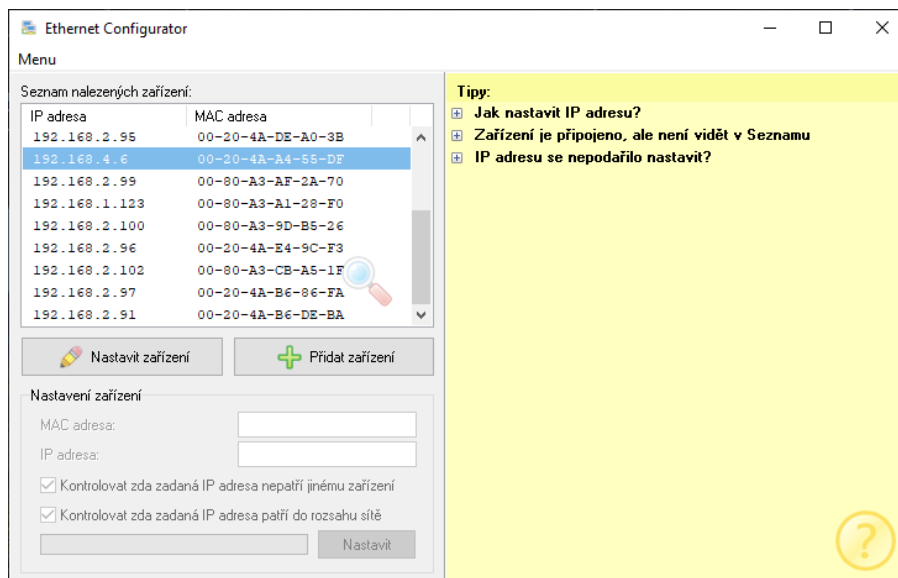 Ethernet Configurator
Menu
Seznam nalezených zařízení:
IP adresa MAC adresa
192.168.2.95 00-20-4A-DE-A0-3B
192.168.4.6 00-20-4A-A4-55-DF
192.168.2.99 00-80-A3-AF-2A-70
192.168.1.123 00-80-A3-A1-28-F0
192.168.2.100 00-80-A3-9D-B5-26
192.168.2.96 00-20-4A-E4-9C-F3
192.168.2.102 00-80-A3-CB-A5-1F
192.168.2.97 00-20-4A-B6-86-FA
192.168.2.91 00-20-4A-B6-DE-BA
Nastavit zařízení
Přidat zařízení
Nastavení zařízení
MAC adresa:
IP adresa:
Kontrolovat zda zadaná IP adresa nepatří jinému zařízení
Kontrolovat zda zadaná IP adresa patří do rozsahu sítě
Nastavit
Tipy:
Jak nastavit IP adresu?
Zařízení je připojeno, ale není vidět v Seznamu
IP adresu se nepodařilo nastavit?
?